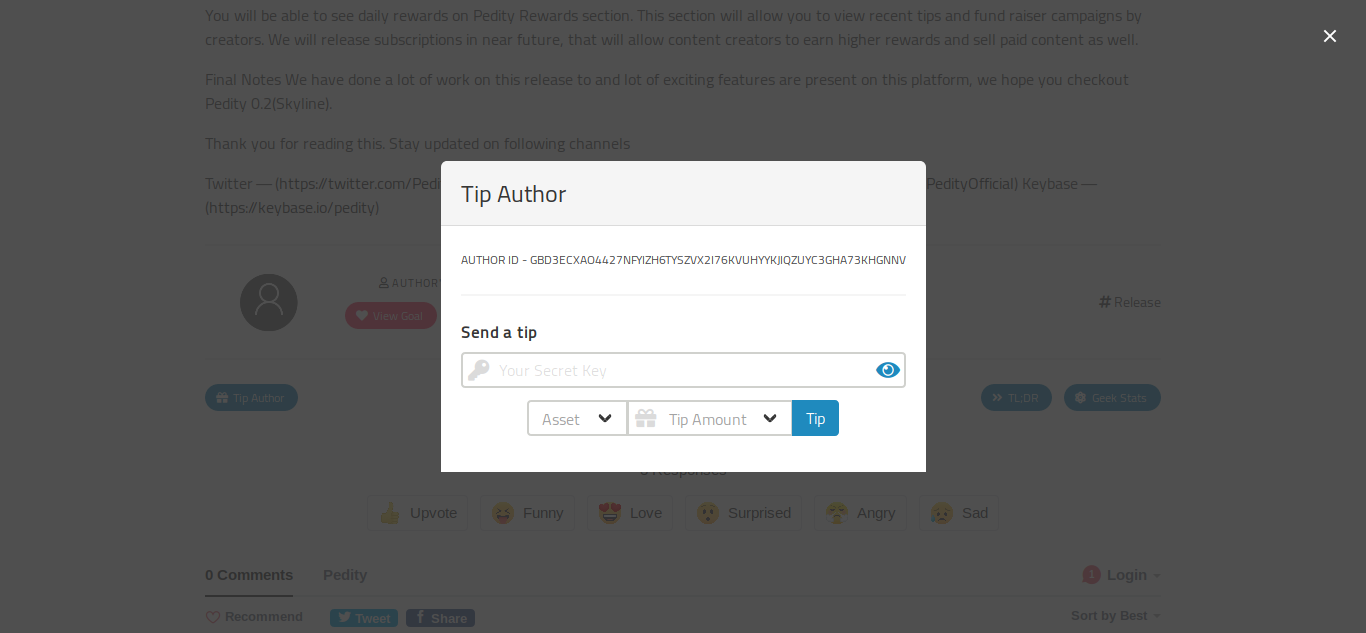 You will be able to see daily rewards on Pedity Rewards section. This section will allow you to view recent tips and fund raiser campaigns by
creators. We will release subscriptions in near future, that will allow content creators to earn higher rewards and sell paid content as well.
Final Notes We have done a lot of work on this release to and lot of exciting features are present on this platform, we hope you checkout
Pedity 0.2(Skyline).
Thank you for reading this. Stay updated on following channels
Twitter — (https://twitter.com/Pedi PedityOfficial) Keybase —
(https://keybase.io/pedity)
Tip Author
AUTHOR ID - GBD3ECXAO4427NFYIZH6TYSZVX2I76KVUHYYKJIQZUYC3GHA73KHGNNV
AUTHOR
View Goal
# Release
Send a tip
Your Secret Key
Tip Author
TL;DR
Geek Stats
Asset
Tip Amount
Tip
0 Responses
Upvote
Funny
Love
Surprised
Angry
Sad
0 Comments
Pedity
1
Login
Recommend
Tweet
Share
Sort by Best